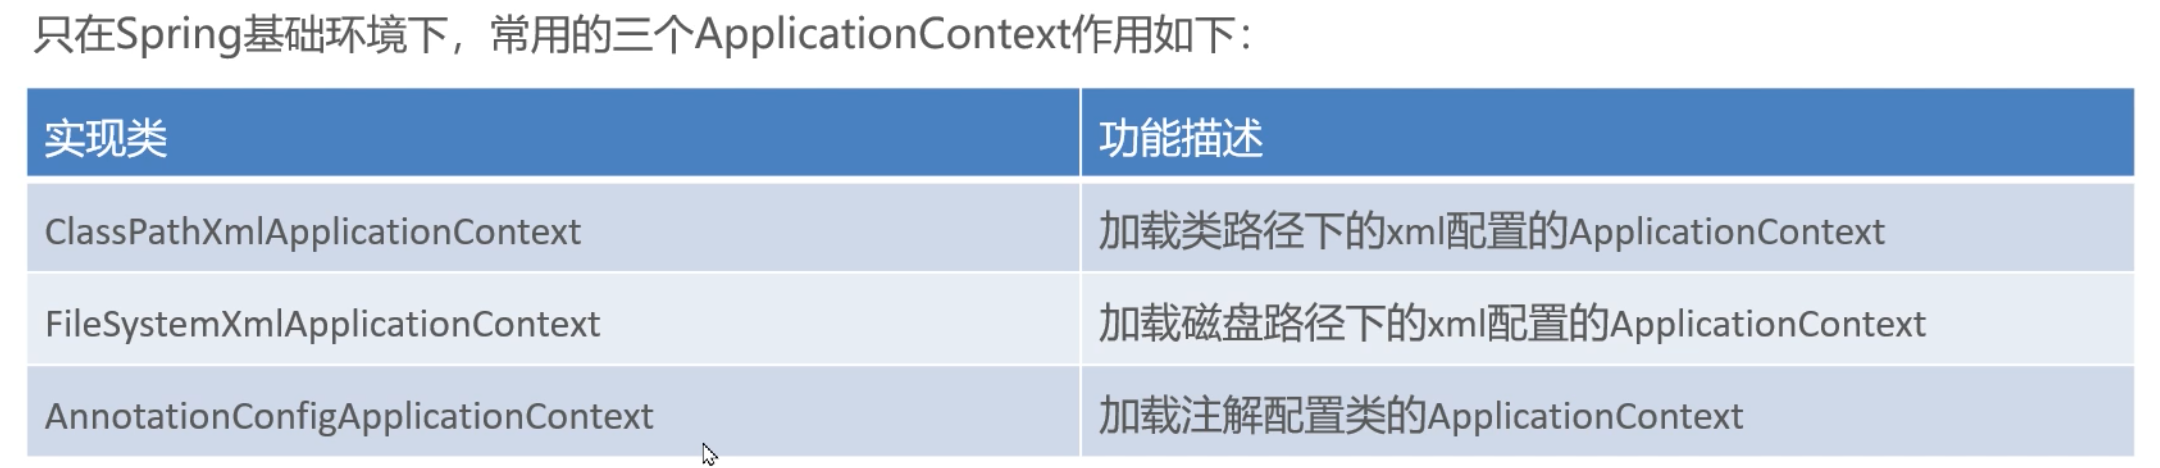 只在Spring基础环境下，常用的三个ApplicationContext作用如下：
实现类 功能描述
ClassPathXmlApplicationContext 加载类路径下的xml配置的ApplicationContext
FileSystemXmlApplicationContext 加载磁盘路径下的xml配置的ApplicationContext
AnnotationConfigApplicationContext 加载注解配置类的ApplicationContext